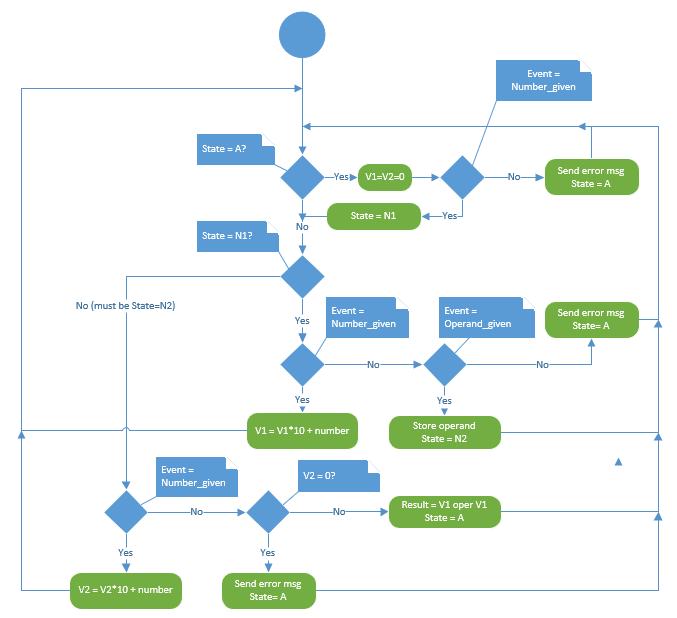 Event =
Number_given
State = A?
Yes
V1=V2=0
No
Send error msg
State = A
State = N1
Yes
No
State = N1?
No (must be State=N2)
Yes
Event =
Number_given
Event =
Operand_given
Send error msg
State= A
No
No
Yes
Yes
V1 = V1*10 + number
Store operand
State = N2
Event =
Number_given
V2 = 0?
No
No
Result = V1 oper V1
State = A
Yes
Yes
V2 = V2*10 + number
Send error msg
State= A